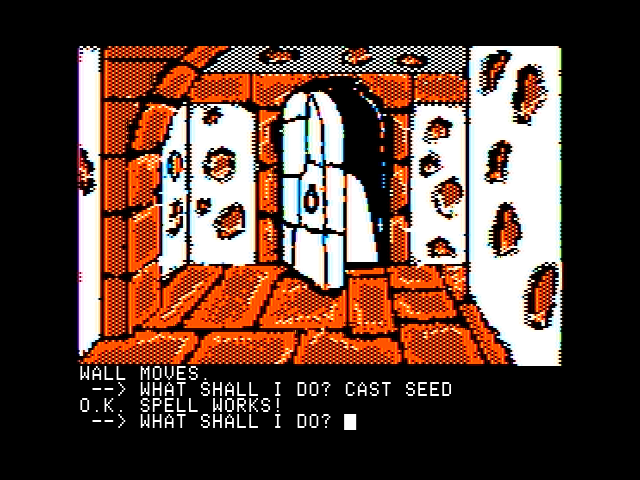 WALL MOVES.
--> WHAT SHALL I DO? CAST SEED
O.K. SPELL WORKS!
--> WHAT SHALL I DO?